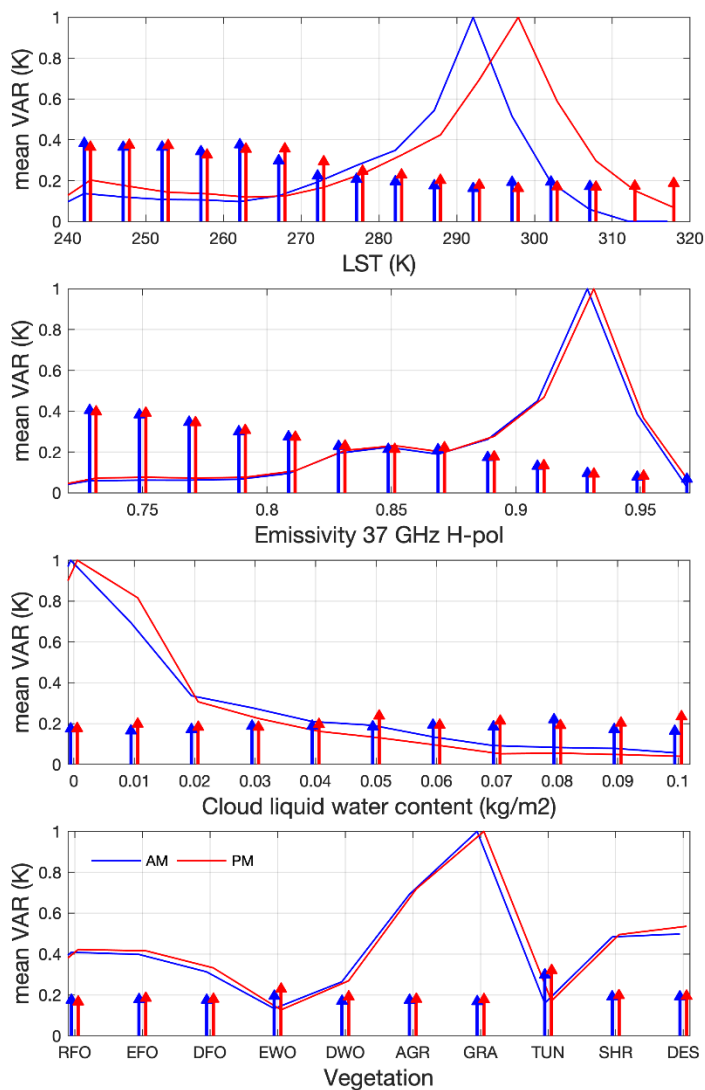 mean VAR (K)
1
0.8
0.6
0.4
0.2
0
240 250 260 270 280 290 300 310 320
LST (K)
mean VAR (K)
1
0.8
0.6
0.4
0.2
0
0.75 0.8 0.85 0.9 0.95
Emissivity 37 GHz H-pol
mean VAR (K)
1
0.8
0.6
0.4
0.2
0
0 0.01 0.02 0.03 0.04 0.05 0.06 0.07 0.08 0.09 0.1
Cloud liquid water content (kg/m2)
mean VAR (K)
1
0.8
0.6
0.4
0.2
0
AM PM
RFO EFO DFO EWO DWO AGR GRA TUN SHR DES
Vegetation